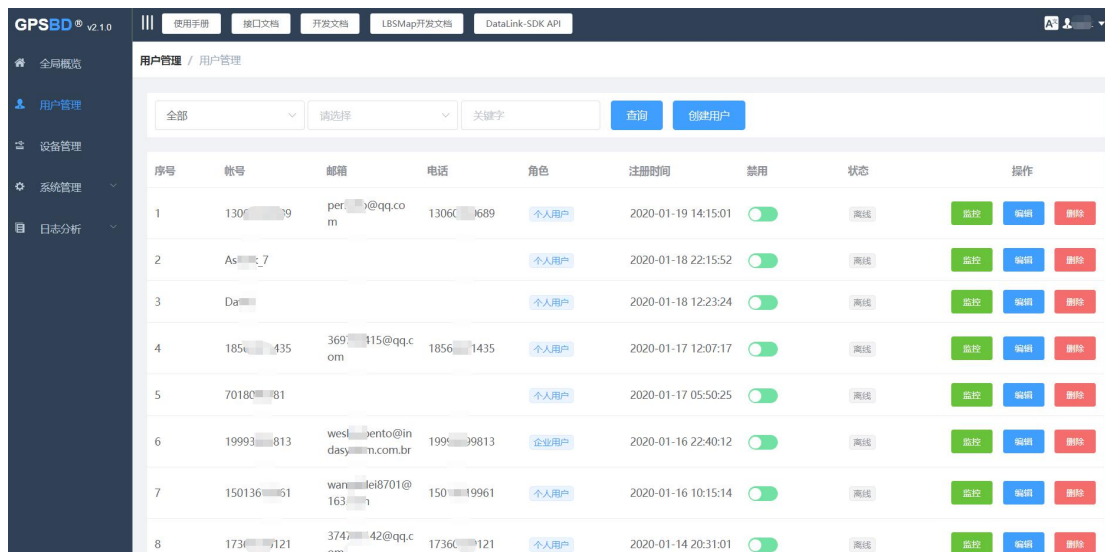 GPSBD ® v2.1.0
使用手册 接口文档 开发文档 LBSMap开发文档 DataLink-SDK API
全局概览
用户管理
设备管理
系统管理
日志分析
用户管理 / 用户管理
全部 请选择 关键字 查询 创建用户
序号 帐号 邮箱 电话 角色 注册时间 禁用 状态 操作
1 个人用户 2020-01-19 14:15:01 离线 监控 编辑 删除
2 个人用户 2020-01-18 22:15:52 离线 监控 编辑 删除
3 个人用户 2020-01-18 12:23:24 离线 监控 编辑 删除
4 个人用户 2020-01-17 12:07:17 离线 监控 编辑 删除
5 个人用户 2020-01-17 05:50:25 离线 监控 编辑 删除
6 企业用户 2020-01-16 22:40:12 离线 监控 编辑 删除
7 个人用户 2020-01-16 10:15:14 离线 监控 编辑 删除
8 个人用户 2020-01-14 20:31:01 离线 监控 编辑 删除